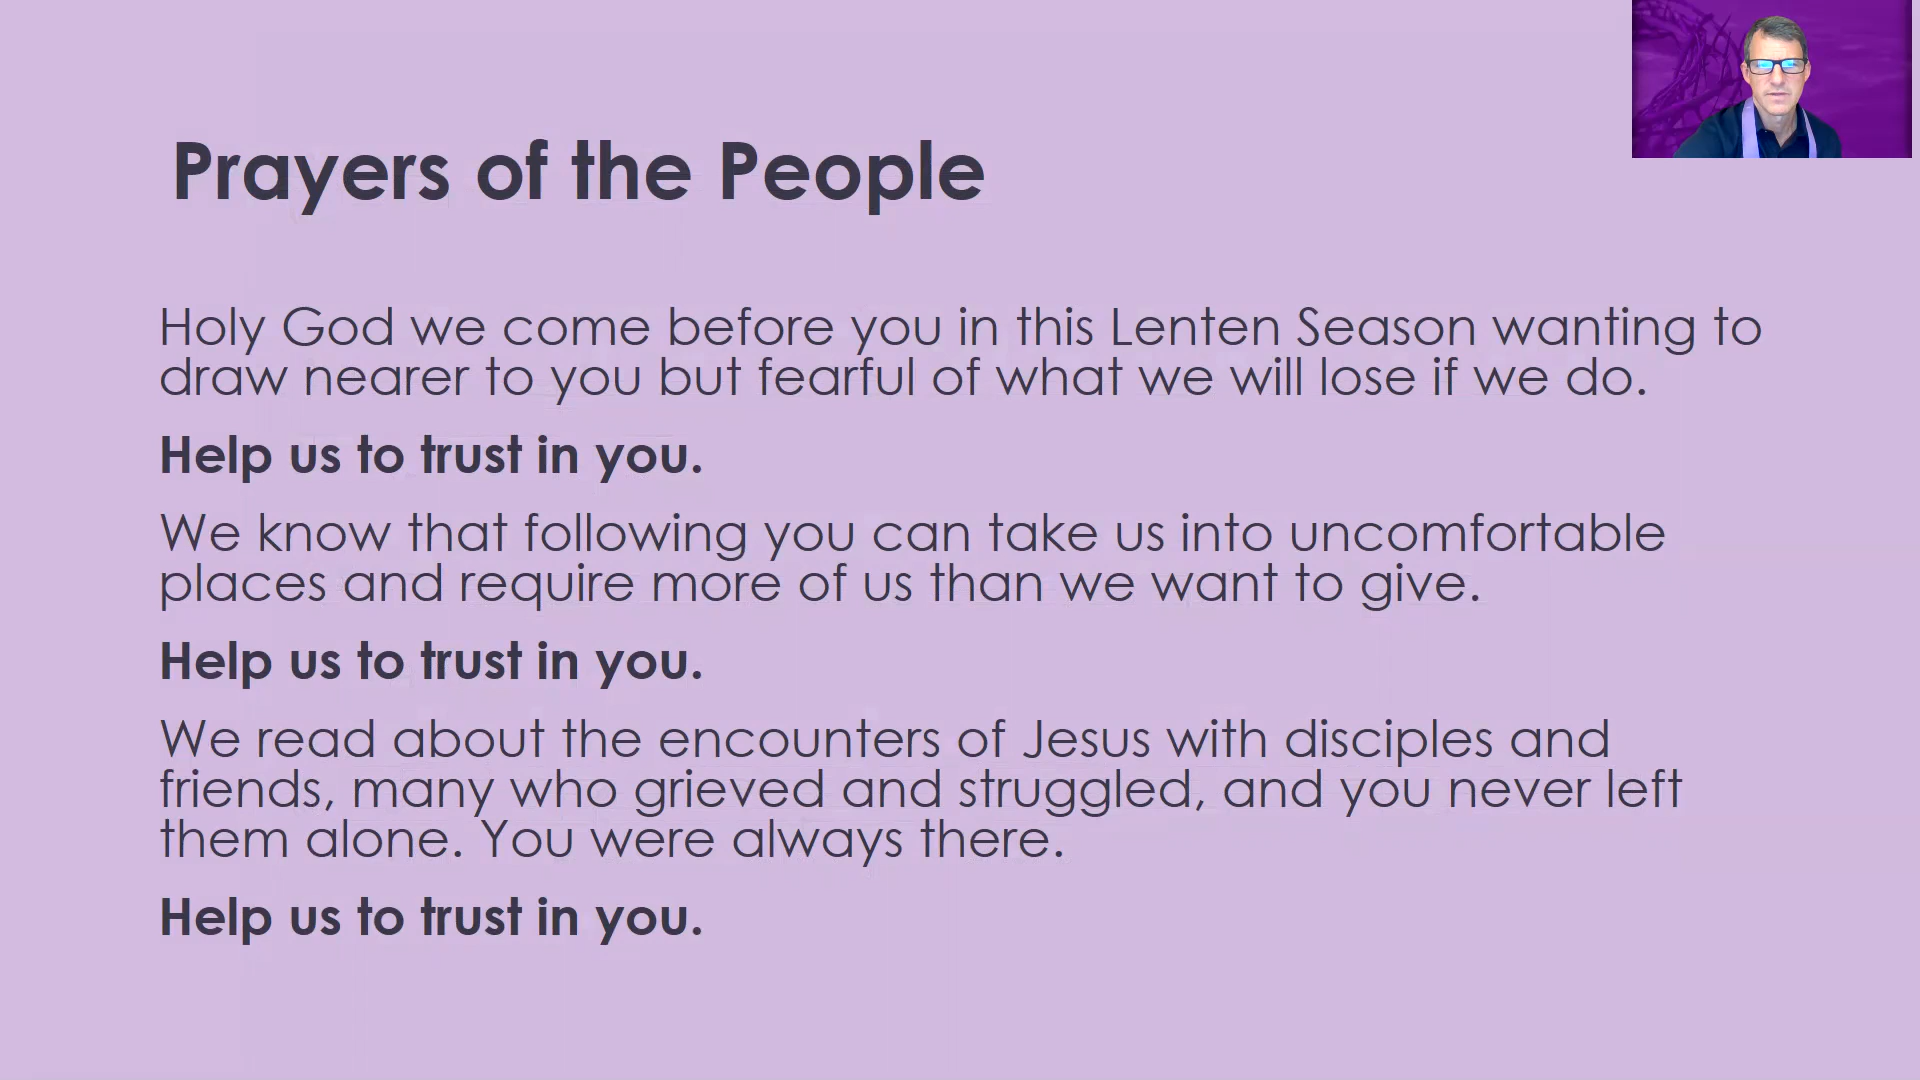 Prayers of the People
Holy God we come before you in this Lenten Season wanting to
draw nearer to you but fearful of what we will lose if we do.
Help us to trust in you.
We know that following you can take us into uncomfortable
places and require more of us than we want to give.
Help us to trust in you.
We read about the encounters of Jesus with disciples and
friends, many who grieved and struggled, and you never left
them alone. You were always there.
Help us to trust in you.